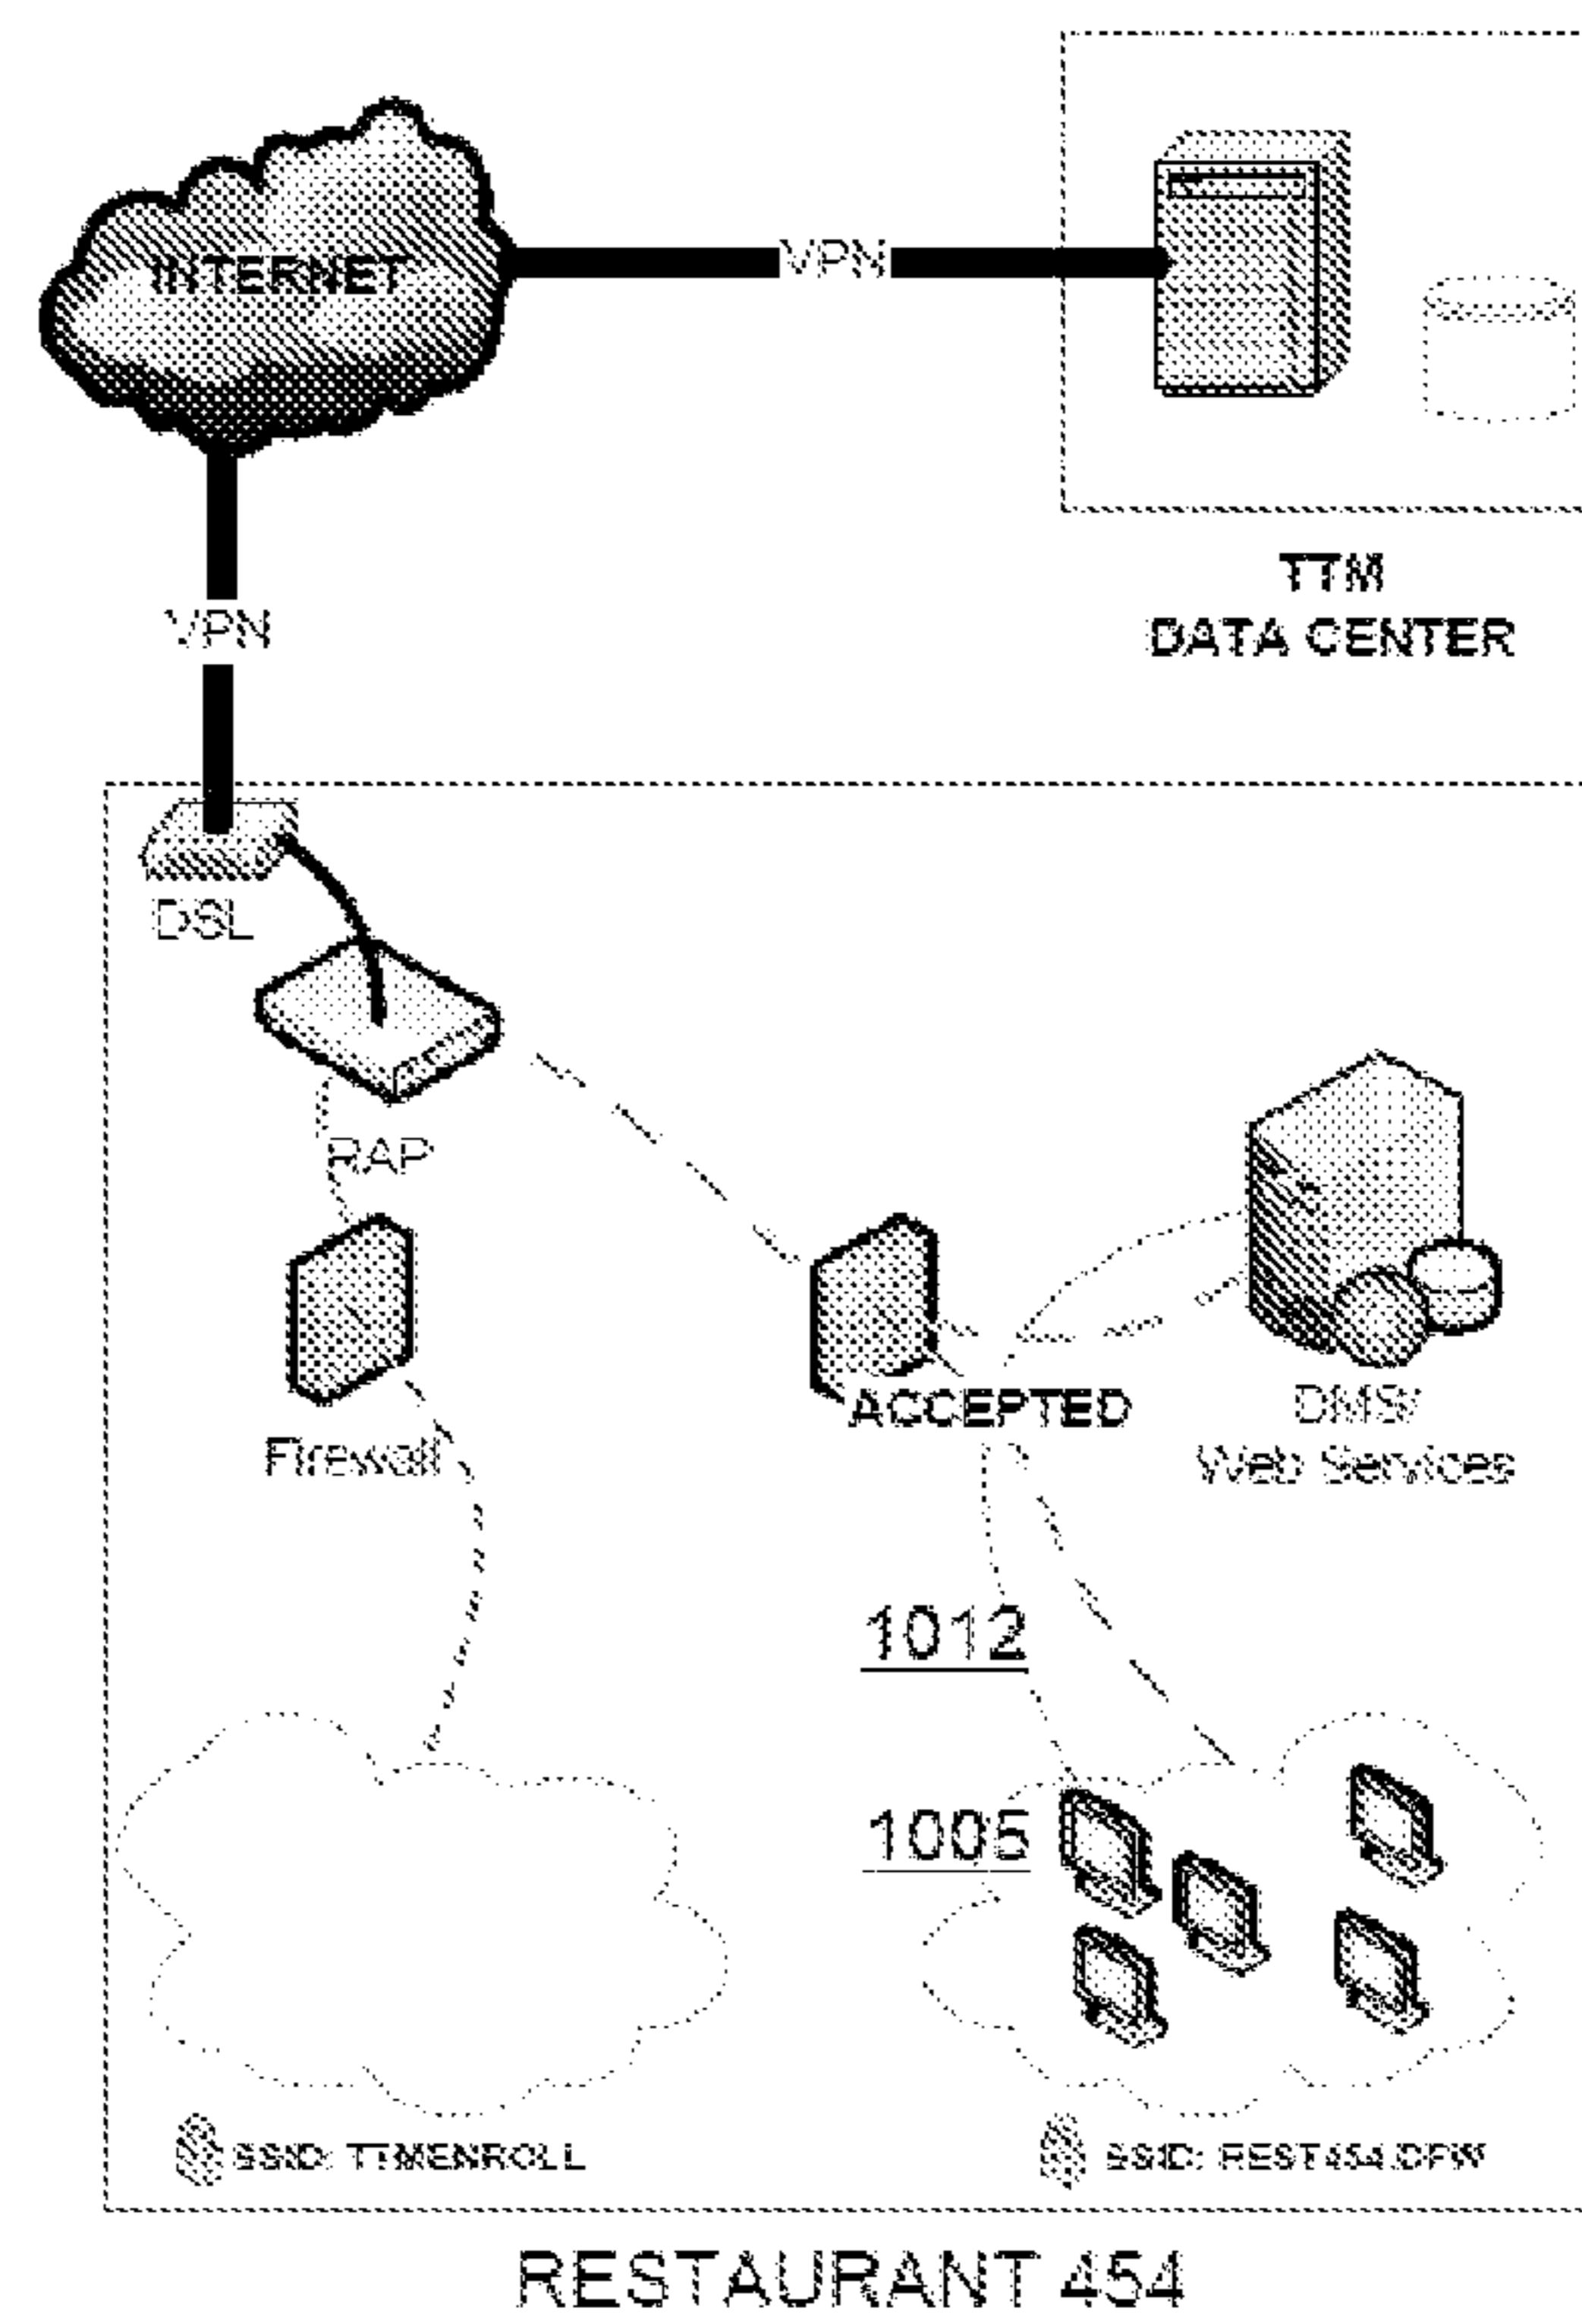 INTERNET
VPN
TTM
DATA CENTER
VPN
DSL
RAP
ACCEPTED
Firewall
DMS/
Web Services
1012
1005
SSID: TTMENROLL
SSID: REST454.DFW
RESTAURANT 454